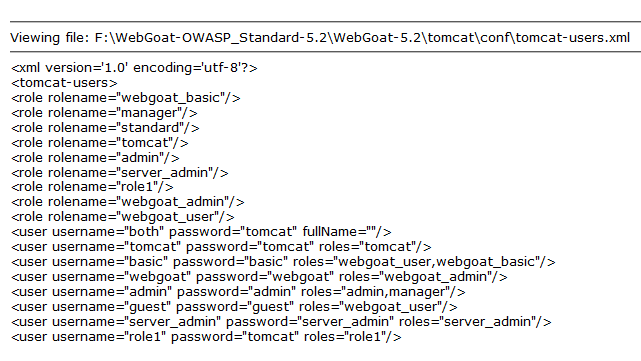 Viewing file: F:\WebGoat-OWASP_Standard-5.2\WebGoat-5.2\tomcat\conf\tomcat-users.xml
<xml version='1.0' encoding='utf-8'?>
<tomcat-users>
<role rolename="webgoat_basic"/>
<role rolename="manager"/>
<role rolename="standard"/>
<role rolename="tomcat"/>
<role rolename="admin"/>
<role rolename="server_admin"/>
<role rolename="role1"/>
<role rolename="webgoat_admin"/>
<role rolename="webgoat_user"/>
<user username="both" password="tomcat" fullName=""/>
<user username="tomcat" password="tomcat" roles="tomcat"/>
<user username="basic" password="basic" roles="webgoat_user,webgoat_basic"/>
<user username="webgoat" password="webgoat" roles="webgoat_admin"/>
<user username="admin" password="admin" roles="admin,manager"/>
<user username="guest" password="guest" roles="webgoat_user"/>
<user username="server_admin" password="server_admin" roles="server_admin"/>
<user username="role1" password="tomcat" roles="role1"/>